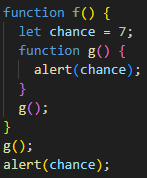 function f() {
  let chance = 7;
  function g() {
    alert(chance);
  }
  g();
}
g();
alert(chance);